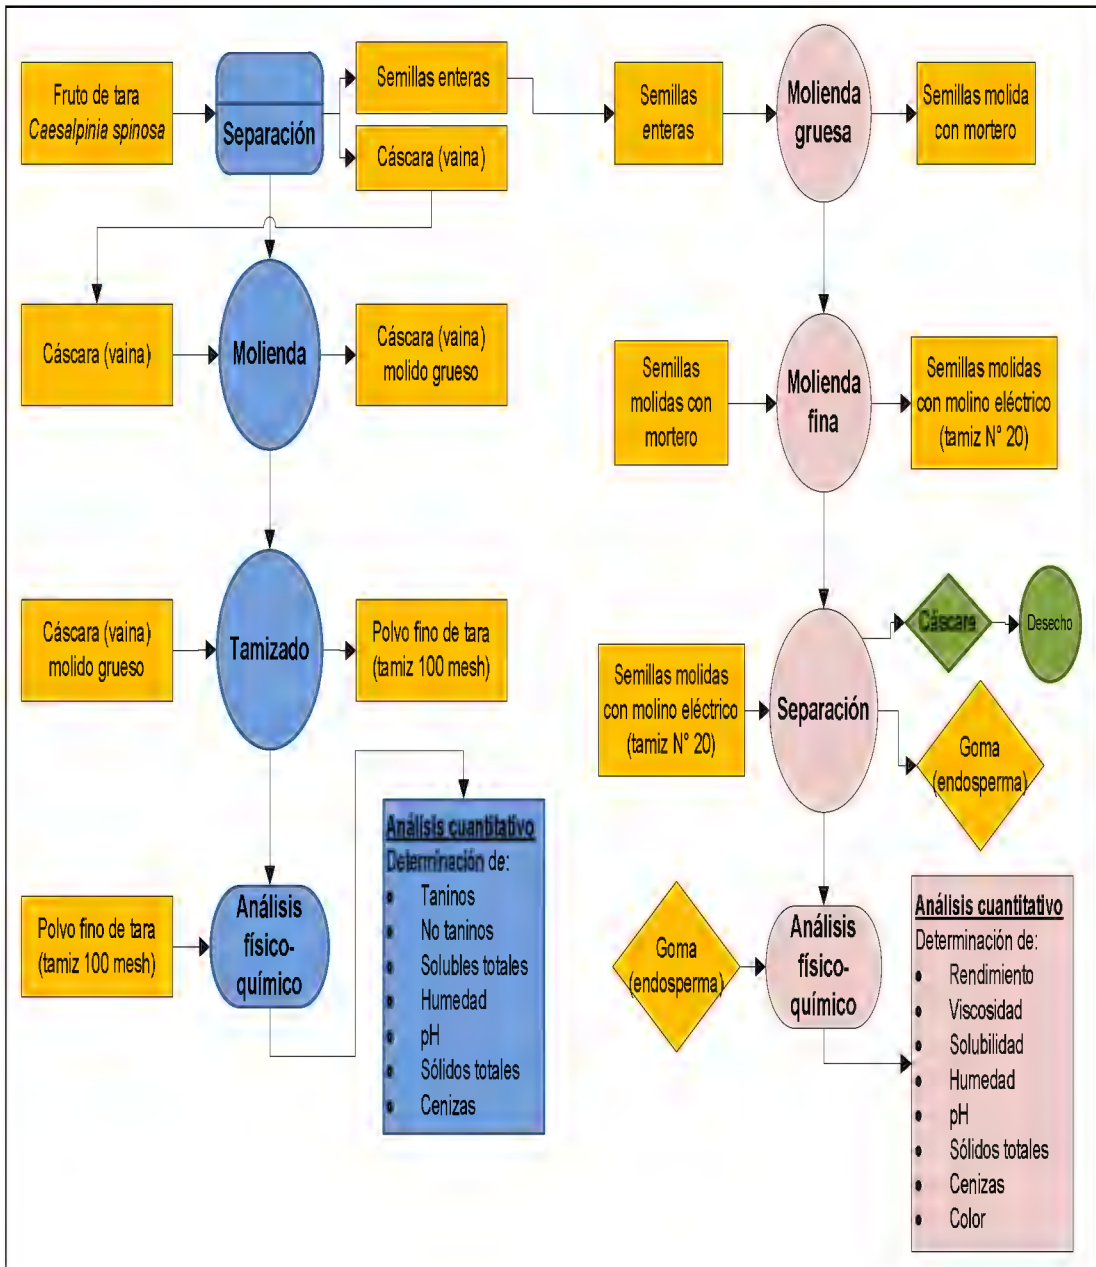 Fruto de tara
Caesalpinia spinosa
Separación
Semillas enteras
Cáscara (vaina)
Cáscara (vaina)
Molienda
Cáscara (vaina)
molido grueso
Cáscara (vaina)
molido grueso
Tamizado
Polvo fino de tara
(tamiz 100 mesh)
Polvo fino de tara
(tamiz 100 mesh)
Análisis
físico-
químico
Análisis cuantitativo
Determinación de:
• Taninos
• No taninos
• Solubles totales
• Humedad
• pH
• Sólidos totales
• Cenizas
Semillas
enteras
Molienda
gruesa
Semillas molida
con mortero
Semillas
molidas con
mortero
Molienda
fina
Semillas molidas
con molino eléctrico
(tamiz N° 20)
Semillas molidas
con molino eléctrico
(tamiz N° 20)
Separación
Cáscara
Desecho
Goma
(endosperma)
Goma
(endosperma)
Análisis
físico-
químico
Análisis cuantitativo
Determinación de:
• Rendimiento
• Viscosidad
• Solubilidad
• Humedad
• pH
• Sólidos totales
• Cenizas
• Color